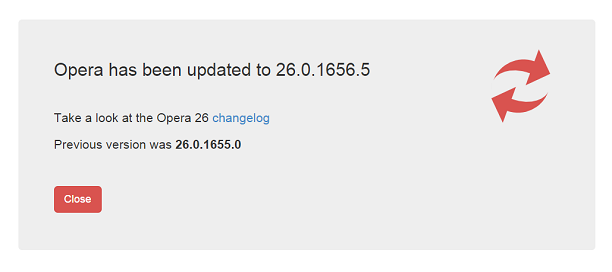 Opera has been updated to 26.0.1656.5
Take a look at the Opera 26 changelog
Previous version was 26.0.1655.0
Close